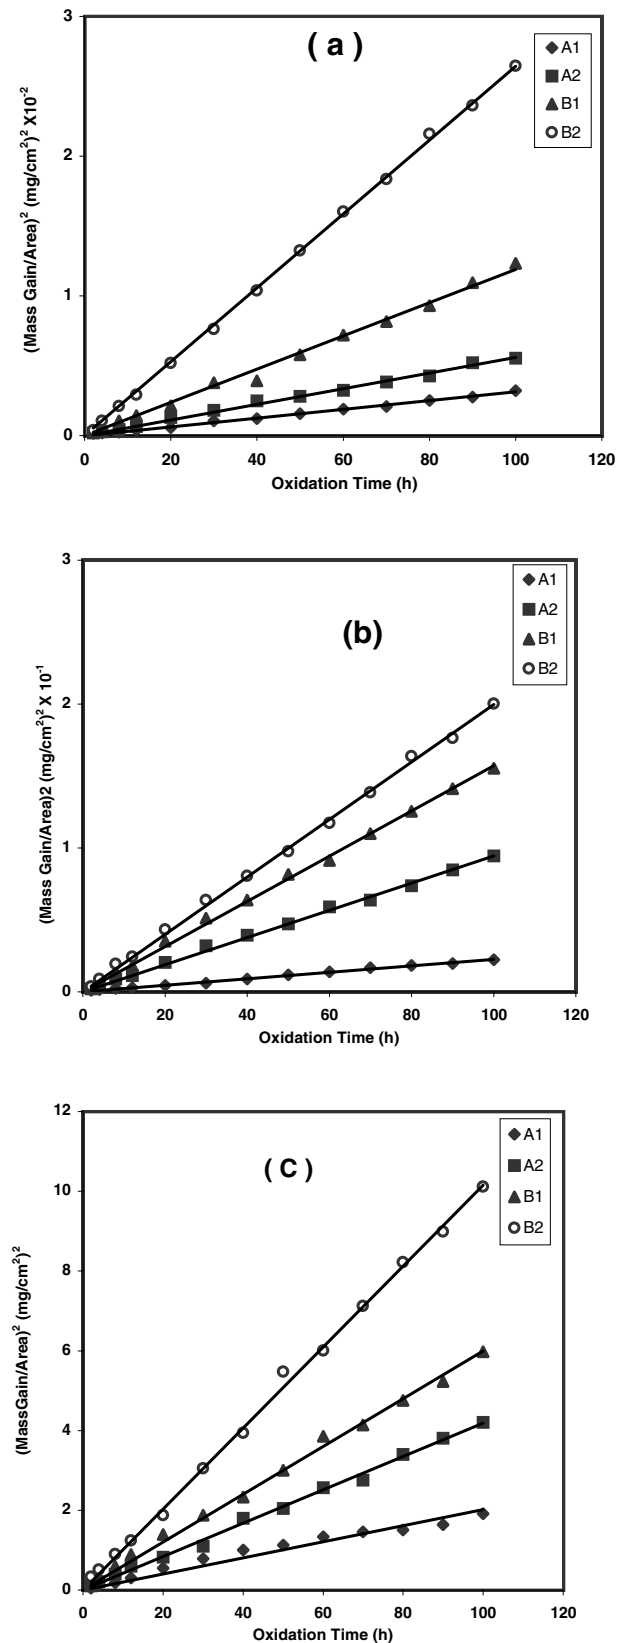 3
( a )
A1
A2
B1
B2
2
(Mass Gain/Area)² (mg/cm²)² X10⁻²
1
0
0 20 40 60 80 100 120
Oxidation Time (h)
3
(b)
A1
A2
B1
B2
2
(Mass Gain/Area)2 (mg/cm²)² X 10⁻¹
1
0
0 20 40 60 80 100 120
Oxidation Time (h)
12
( C )
A1
A2
B1
B2
10
8
(MassGain/Area)² (mg/cm²)²
6
4
2
0
0 20 40 60 80 100 120
Oxidation Time (h)